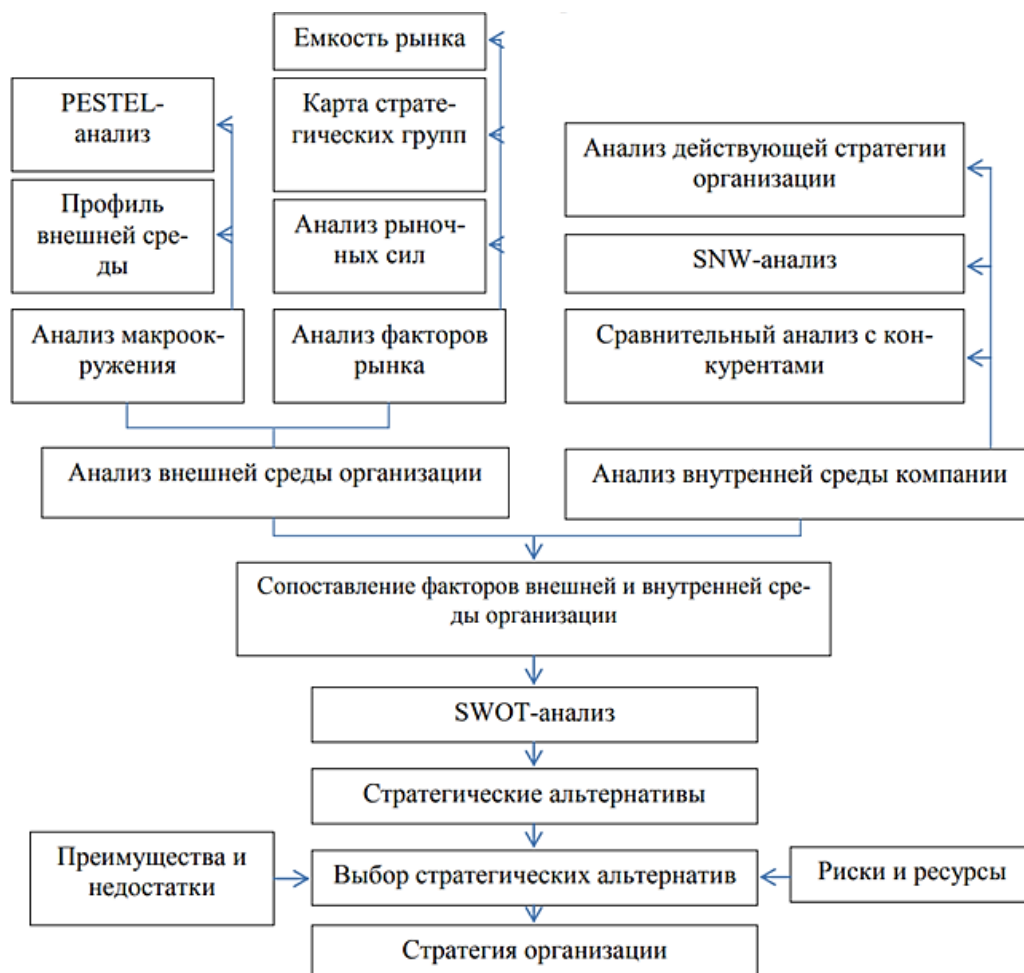 Емкость рынка
PESTEL-
анализ
Карта страте-
гических групп
Анализ действующей стратегии
организации
Профиль
внешней сре-
ды
Анализ рыноч-
ных сил
SNW-анализ
Анализ макроок-
ружения
Анализ факторов
рынка
Сравнительный анализ с кон-
курентами
Анализ внешней среды организации
Анализ внутренней среды компании
Сопоставление факторов внешней и внутренней сре-
ды организации
SWOT-анализ
Стратегические альтернативы
Преимущества и
недостатки
Выбор стратегических альтернатив
Риски и ресурсы
Стратегия организации